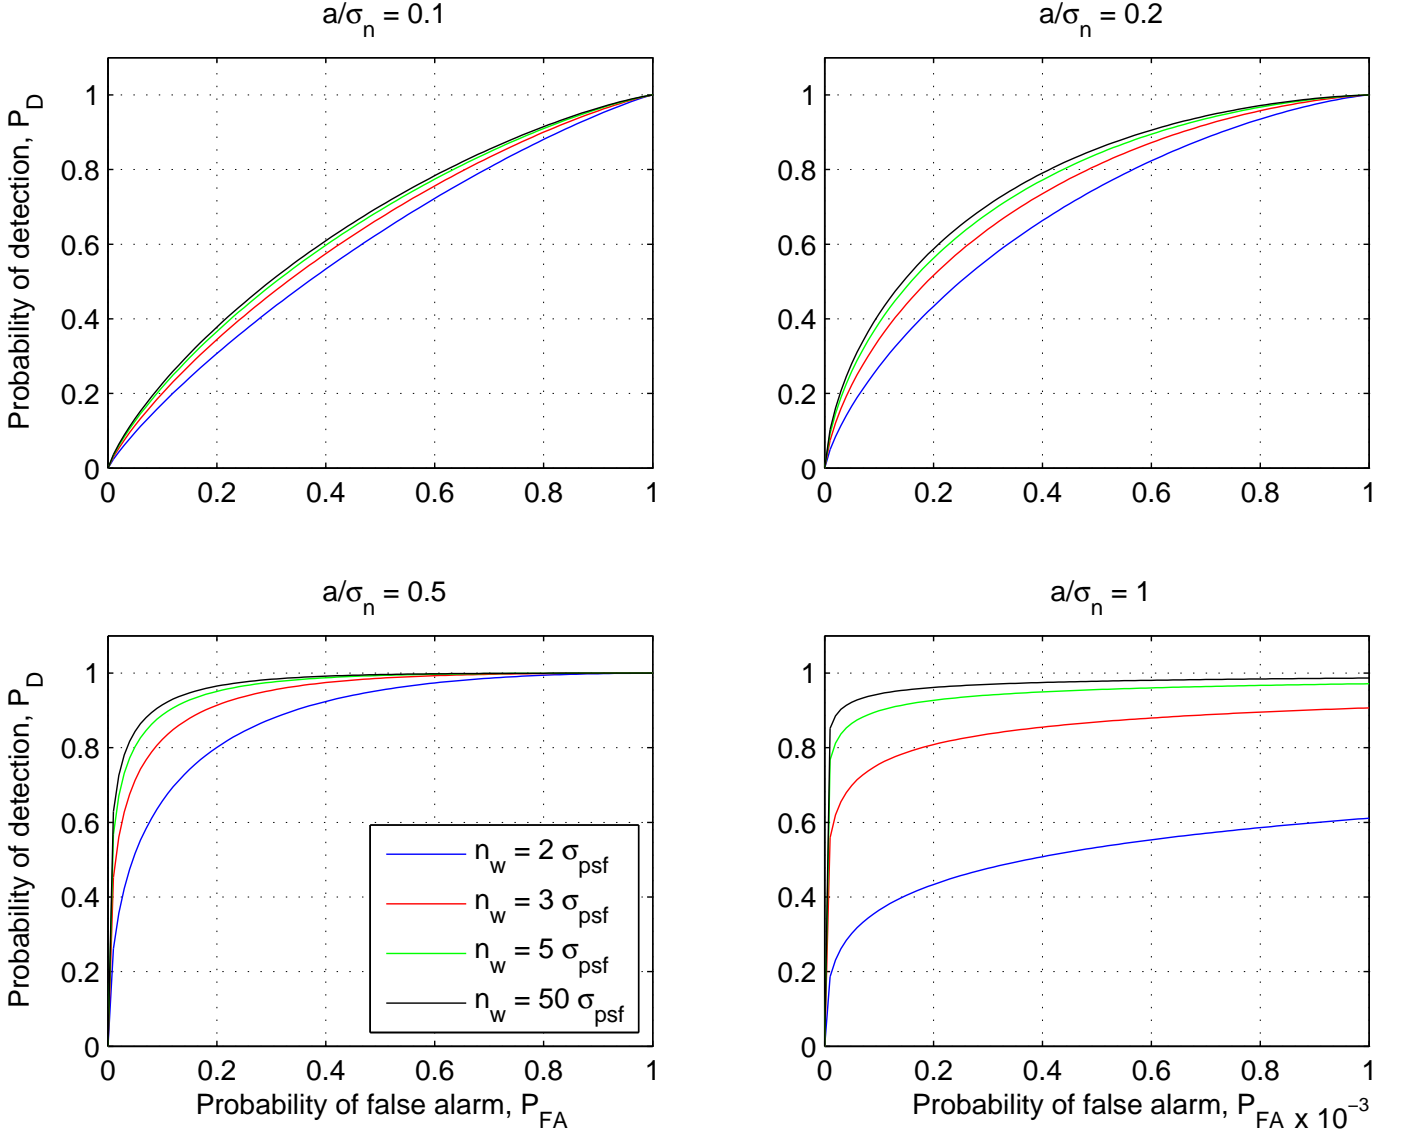 a/σn = 0.1
a/σn = 0.2
Probability of detection, PD
1
0.8
0.6
0.4
0.2
0
0 0.2 0.4 0.6 0.8 1
1
0.8
0.6
0.4
0.2
0
0 0.2 0.4 0.6 0.8 1
a/σn = 0.5
a/σn = 1
Probability of detection, PD
1
0.8
0.6
0.4
0.2
0
0 0.2 0.4 0.6 0.8 1
Probability of false alarm, PFA
nw = 2 σpsf
nw = 3 σpsf
nw = 5 σpsf
nw = 50 σpsf
1
0.8
0.6
0.4
0.2
0
0 0.2 0.4 0.6 0.8 1
Probability of false alarm, PFA x 10⁻³